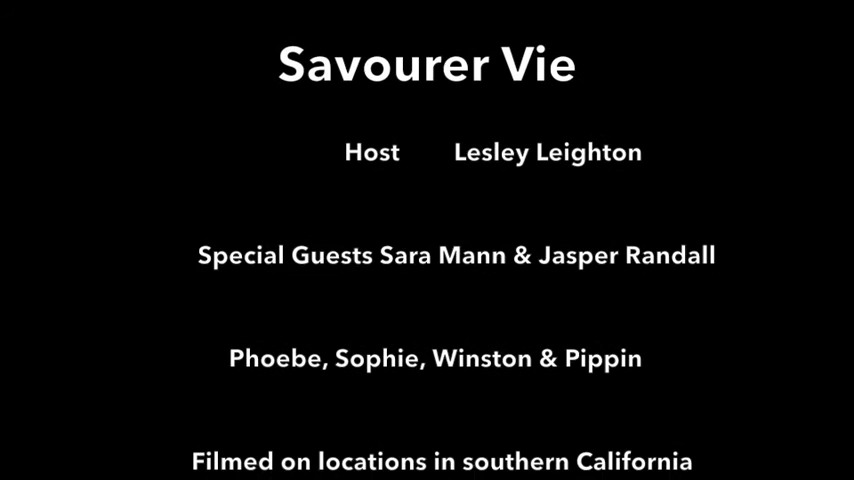 Savourer Vie
Host Lesley Leighton
Special Guests Sara Mann & Jasper Randall
Phoebe, Sophie, Winston & Pippin
Filmed on locations in southern California